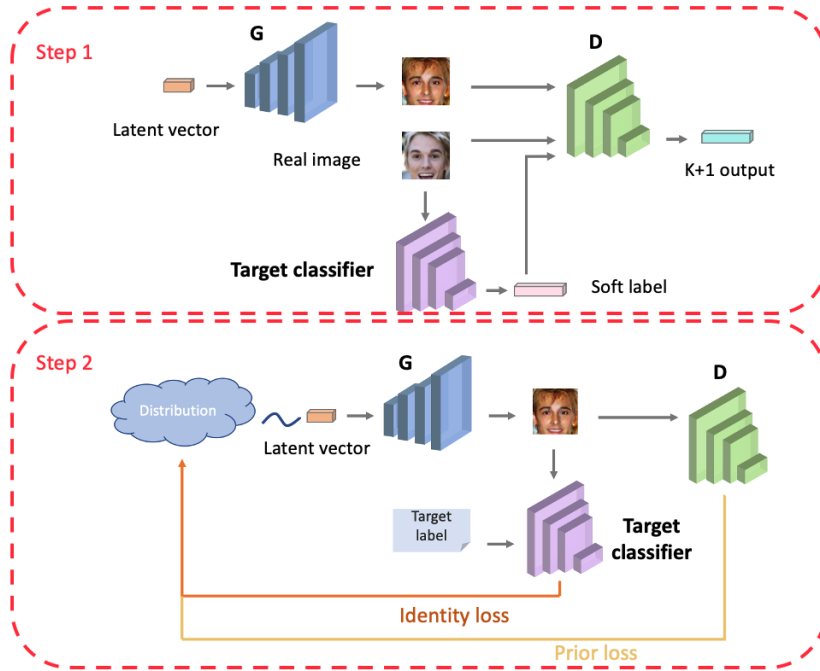 Step 1
G
D
Latent vector
Real image
K+1 output
Target classifier
Soft label
Step 2
G
D
Distribution
Latent vector
Target
label
Target
classifier
Identity loss
Prior loss